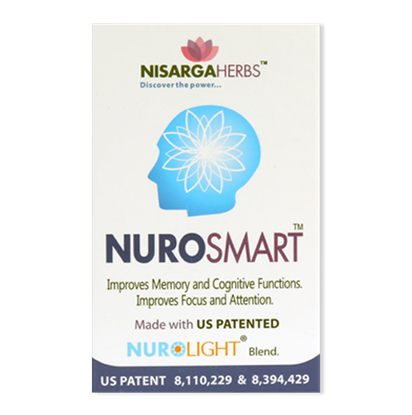 NISARGAHERBS™
Discover the power...
NUROSMART™
Improves Memory and Cognitive Functions.
Improves Focus and Attention.
Made with US PATENTED
NUROLIGHT® Blend.
US PATENT 8,110,229 & 8,394,429